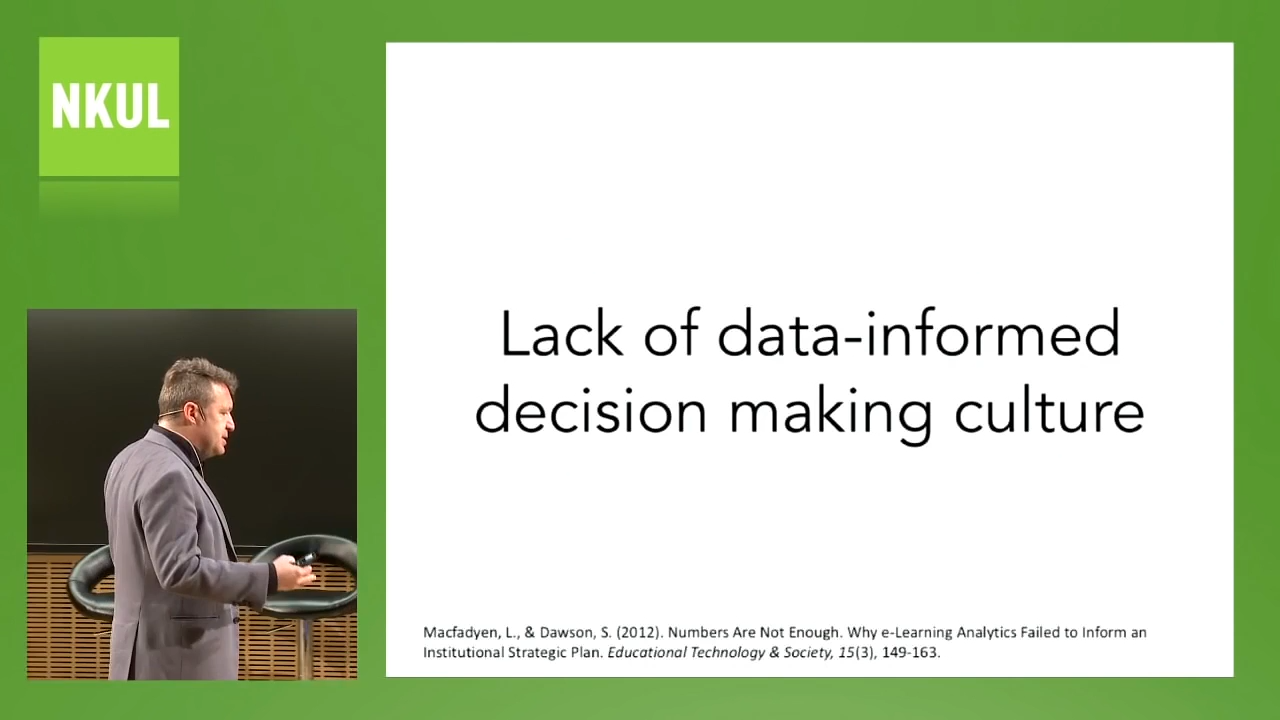 NKUL
Lack of data-informed
decision making culture
Macfadyen, L., & Dawson, S. (2012). Numbers Are Not Enough. Why e-Learning Analytics Failed to Inform an
Institutional Strategic Plan. Educational Technology & Society, 15(3), 149-163.